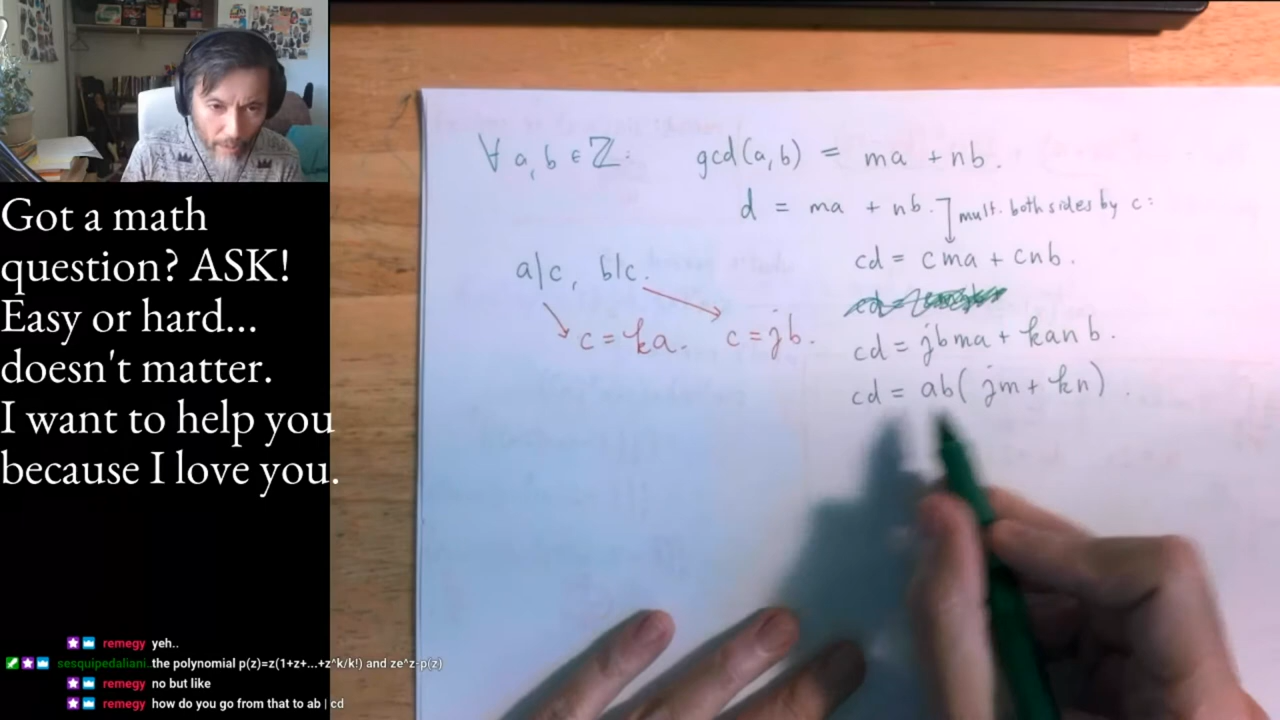 Got a math
question? ASK!
Easy or hard...
doesn't matter.
I want to help you
because I love you.
remegy yeh..
sesquipedaliani.. the polynomial p(z)=z(1+z+...+z^k/k!) and ze^z-p(z)
remegy no but like
remegy how do you go from that to ab | cd
∀ a, b ∈ ℤ: gcd(a, b) = ma + nb.
d = ma + nb. mult. both sides by c:
cd = cma + cnb.
a|c, b|c.
c = ka. c = jb.
cd = jbma + kanb.
cd = ab( jm + kn) .